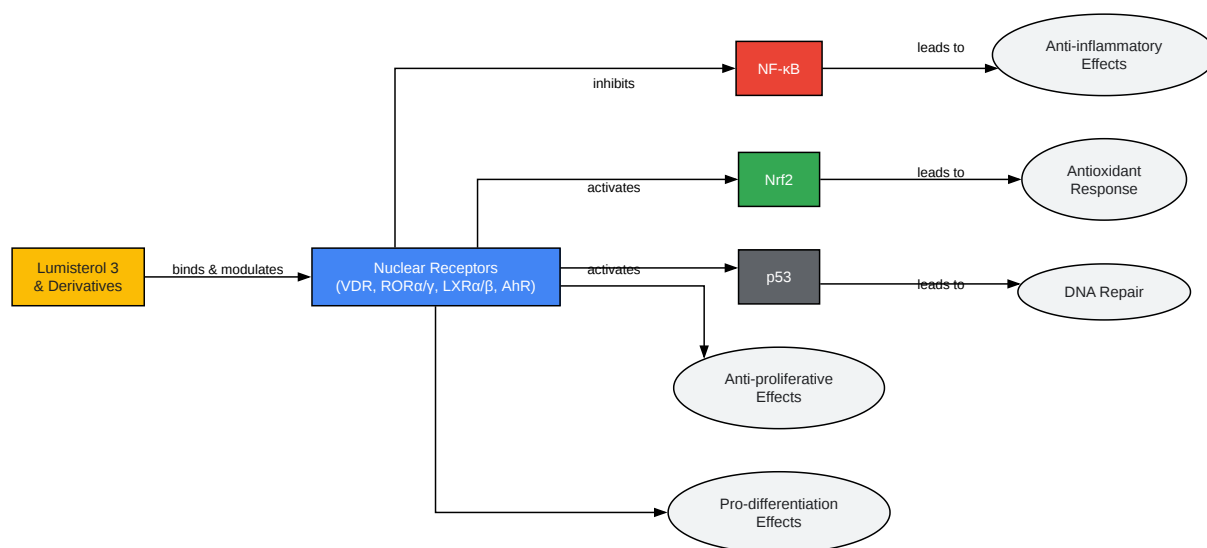 Anti-inflammatory
Effects
leads to
NF-κB
inhibits
Antioxidant
Response
leads to
Nrf2
activates
Lumisterol 3
& Derivatives
binds & modulates
Nuclear Receptors
(VDR, RORα/γ, LXRα/β, AhR)
activates
p53
leads to
DNA Repair
Anti-proliferative
Effects
Pro-differentiation
Effects